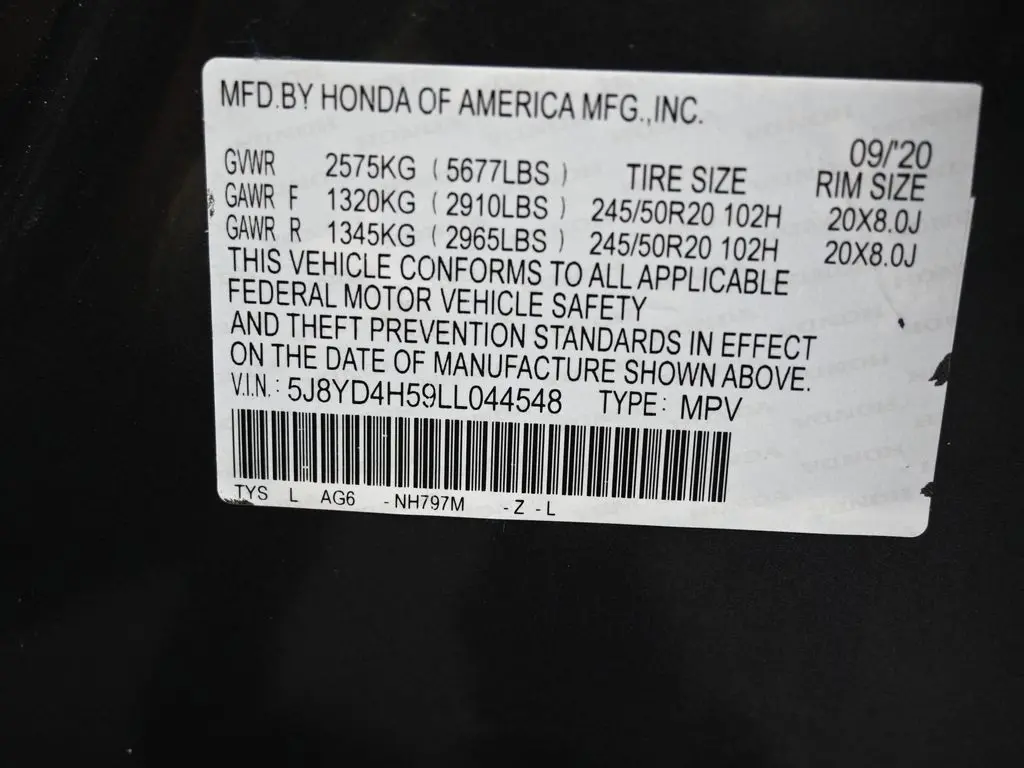 MFD.BY HONDA OF AMERICA MFG.,INC.
09/'20
GVWR 2575KG (5677LBS) TIRE SIZE RIM SIZE
GAWR F 1320KG (2910LBS) 245/50R20 102H 20X8.0J
GAWR R 1345KG (2965LBS) 245/50R20 102H 20X8.0J
THIS VEHICLE CONFORMS TO ALL APPLICABLE
FEDERAL MOTOR VEHICLE SAFETY
AND THEFT PREVENTION STANDARDS IN EFFECT
ON THE DATE OF MANUFACTURE SHOWN ABOVE.
V.I.N.: 5J8YD4H59LL044548 TYPE: MPV
TYS L AG6 -NH797M -Z -L